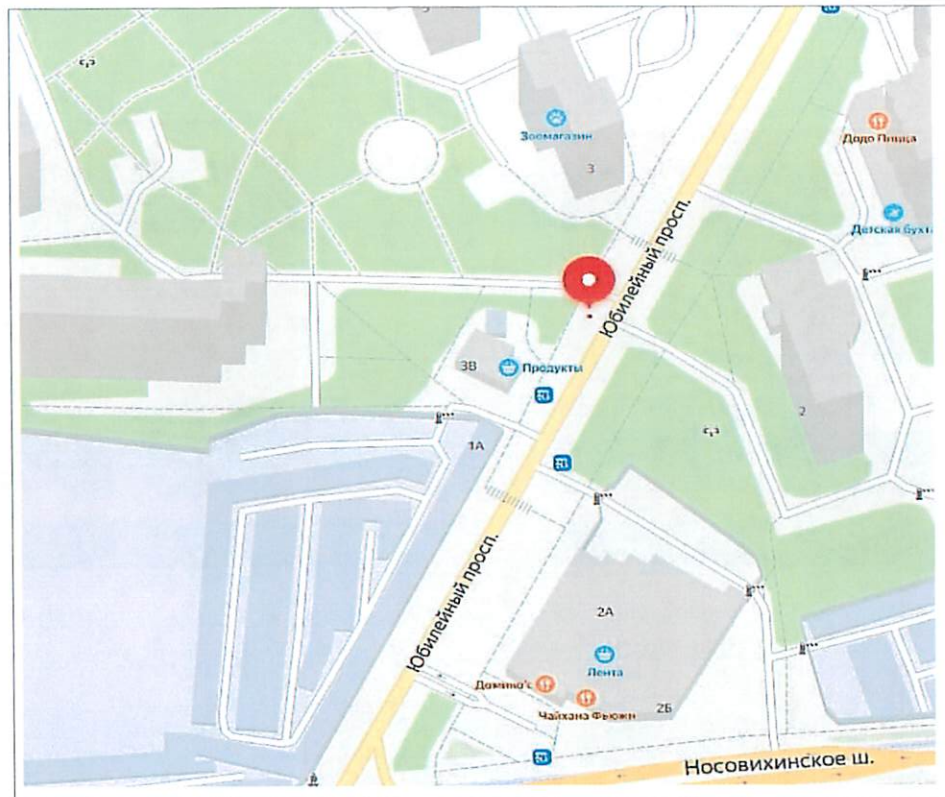 Зоомагазин
3
Додо Пицца
Детская бухт
Юбилейный просп.
3В
Продукты
2
1А
Юбилейный просп.
2А
Лента
Домино'с
Чайхана Фьюжн
2Б
Носовихинское ш.